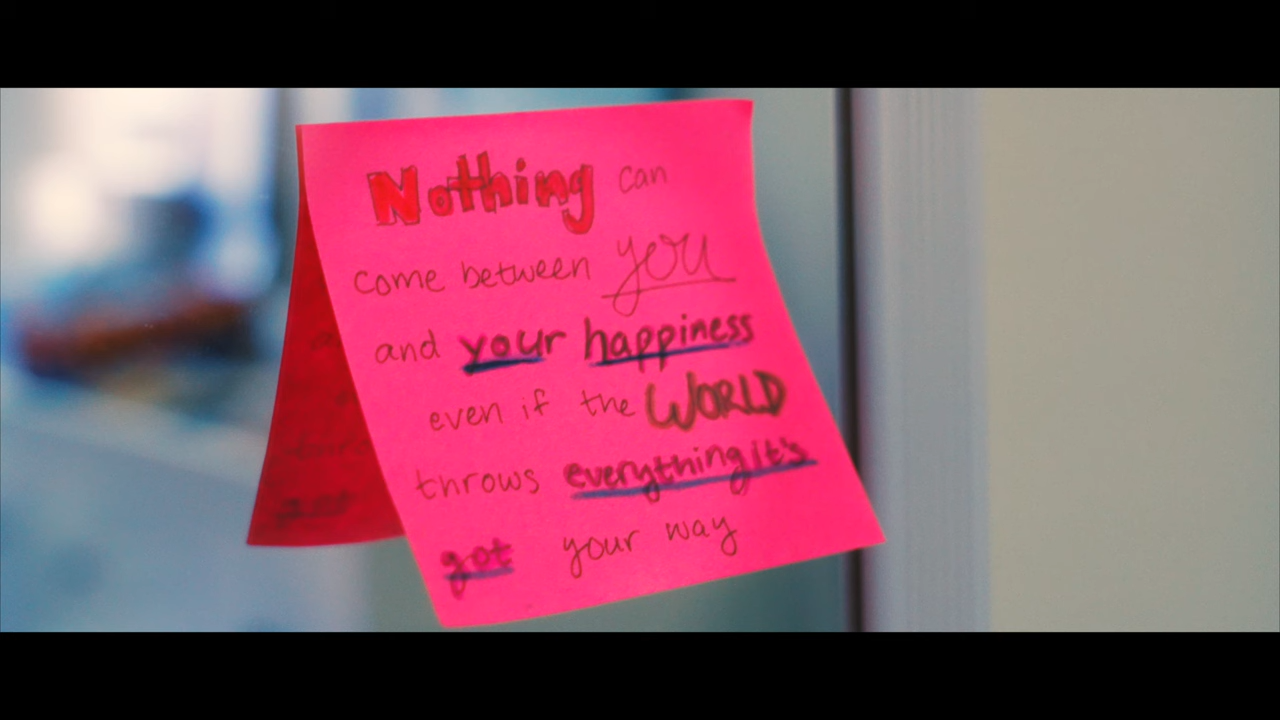 Nothing can
come between you
and your happiness
even if the WORLD
throws everything it's
got your way